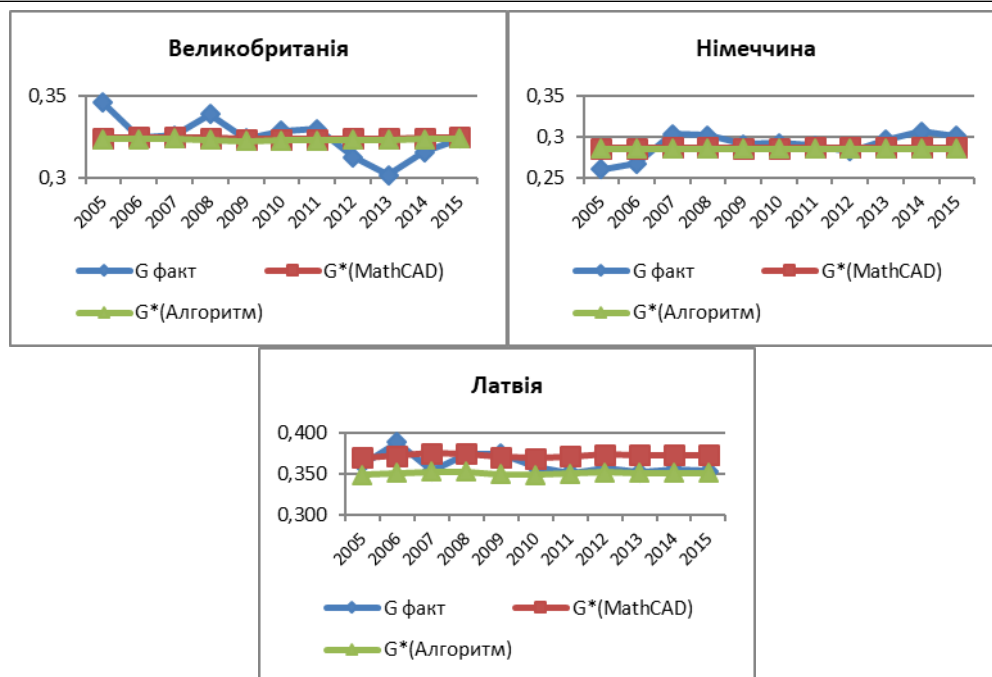 Великобританія
0,35
0,3
2005 2006 2007 2008 2009 2010 2011 2012 2013 2014 2015
G факт G*(MathCAD)
G*(Алгоритм)
Німеччина
0,35
0,3
0,25
2005 2006 2007 2008 2009 2010 2011 2012 2013 2014 2015
G факт G*(MathCAD)
G*(Алгоритм)
Латвія
0,400
0,350
0,300
2005 2006 2007 2008 2009 2010 2011 2012 2013 2014 2015
G факт G*(MathCAD)
G*(Алгоритм)